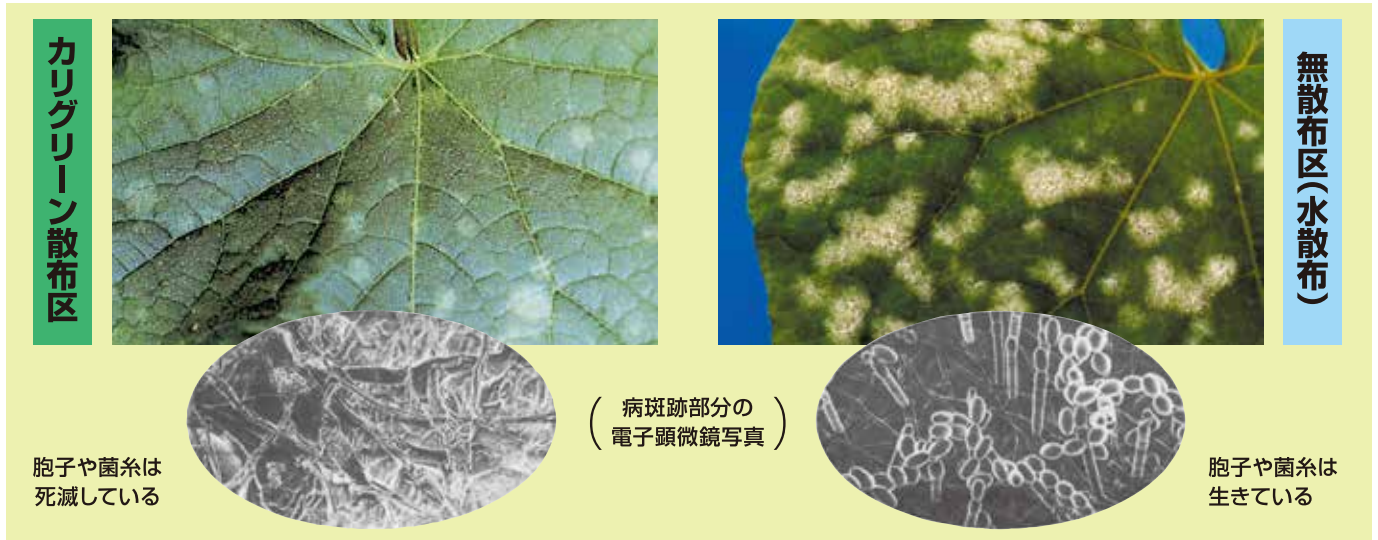 カリグリーン散布区
無散布区(水散布)
(病斑跡部分の
電子顕微鏡写真)
胞子や菌糸は
死滅している
胞子や菌糸は
生きている